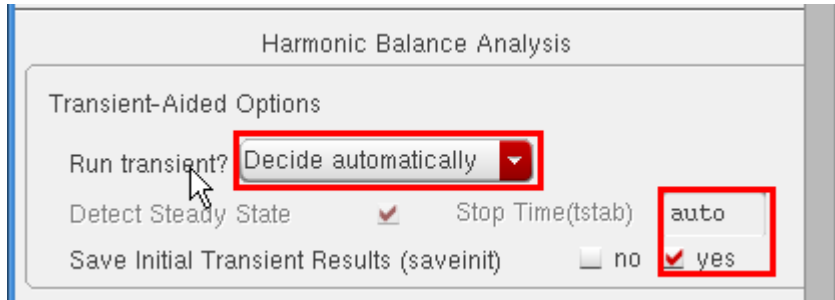 Harmonic Balance Analysis
Transient-Aided Options
Run transient? Decide automatically
Detect Steady State Stop Time(tstab) auto
Save Initial Transient Results (saveinit) no yes